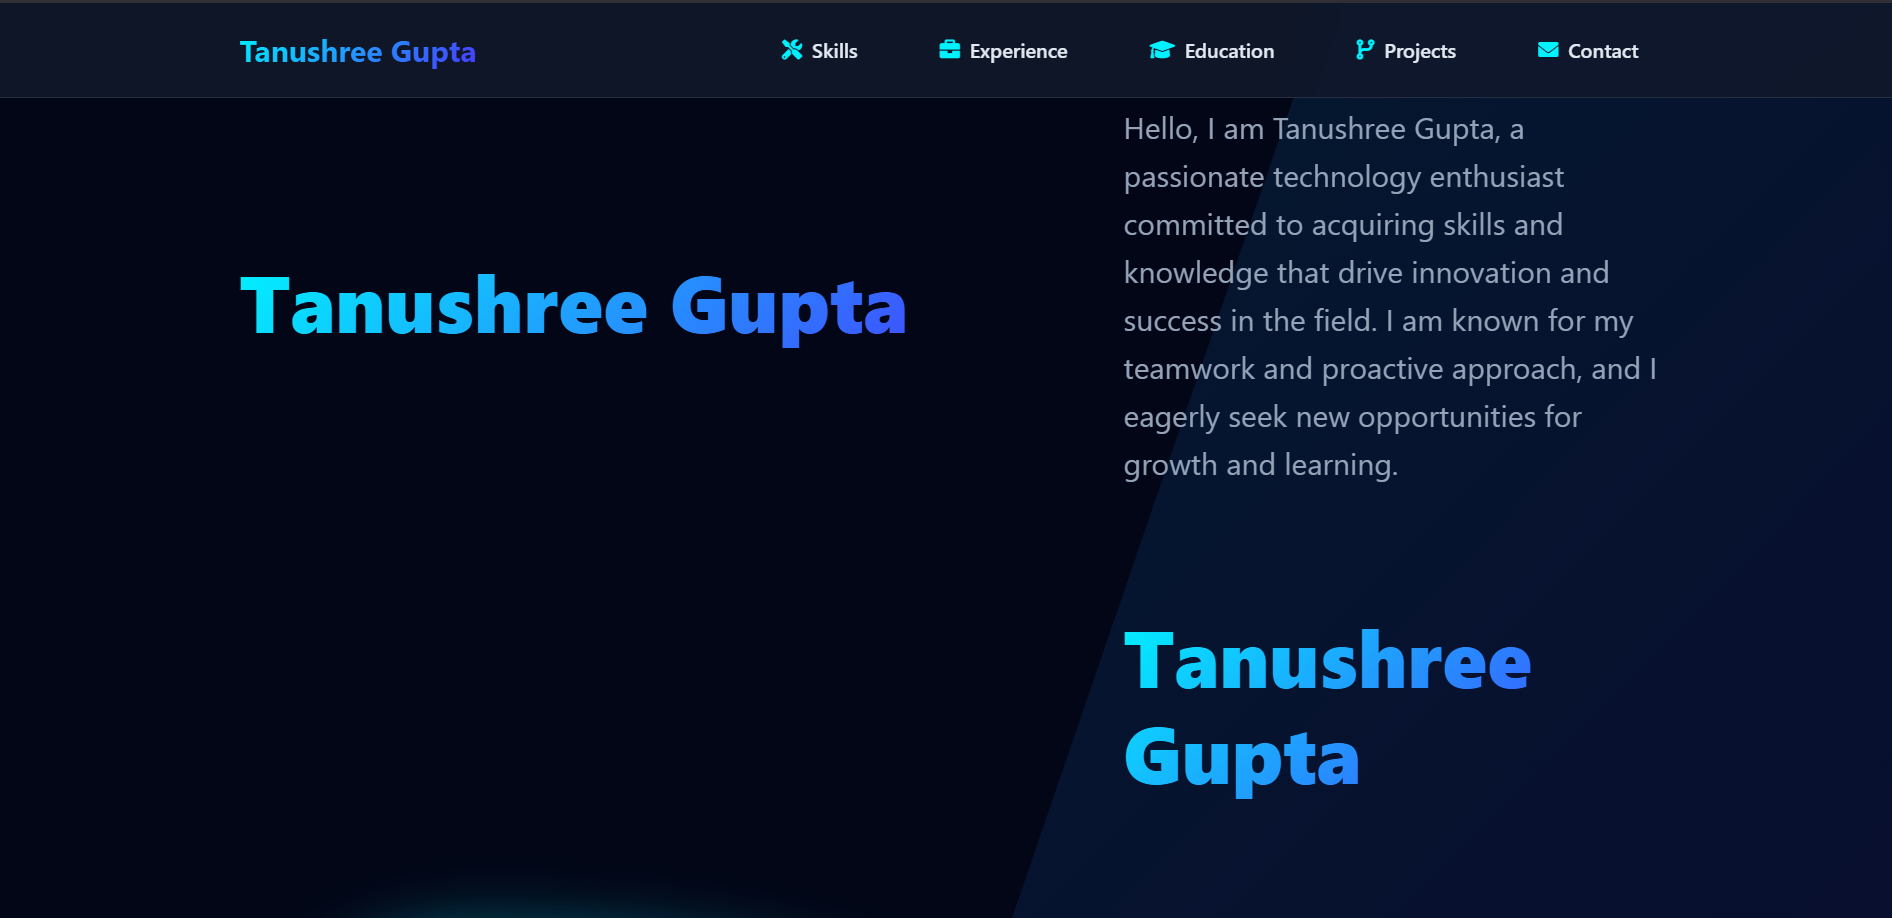 Tanushree Gupta
Skills
Experience
Education
Projects
Contact
Tanushree Gupta
Hello, I am Tanushree Gupta, a
passionate technology enthusiast
committed to acquiring skills and
knowledge that drive innovation and
success in the field. I am known for my
teamwork and proactive approach, and I
eagerly seek new opportunities for
growth and learning.
Tanushree
Gupta